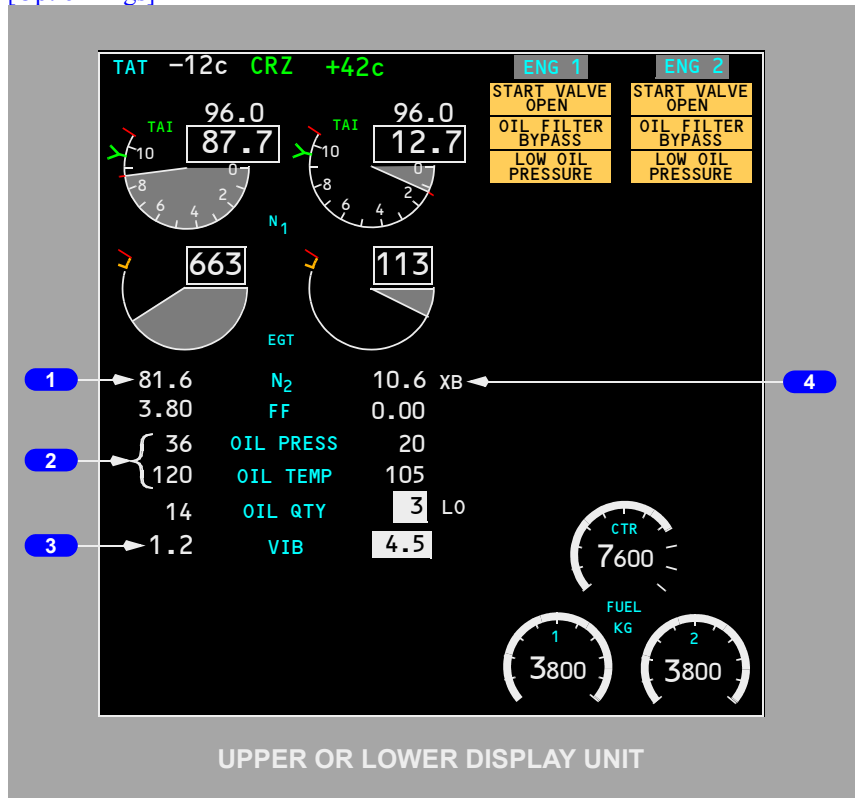 TAT -12c CRZ +42c
ENG 1 ENG 2
START VALVE OPEN START VALVE OPEN
OIL FILTER BYPASS OIL FILTER BYPASS
LOW OIL PRESSURE LOW OIL PRESSURE
TAI 96.0 TAI 96.0
87.7 12.7
10 8 6 4 2 0 10 8 6 4 2 0
N1
663 113
EGT
1 81.6 N2 10.6 XB 4
3.80 FF 0.00
2 36 OIL PRESS 20
120 OIL TEMP 105
14 OIL QTY 3 LO
3 1.2 VIB 4.5
CTR
7600
FUEL
KG
1 2
3800 3800
UPPER OR LOWER DISPLAY UNIT